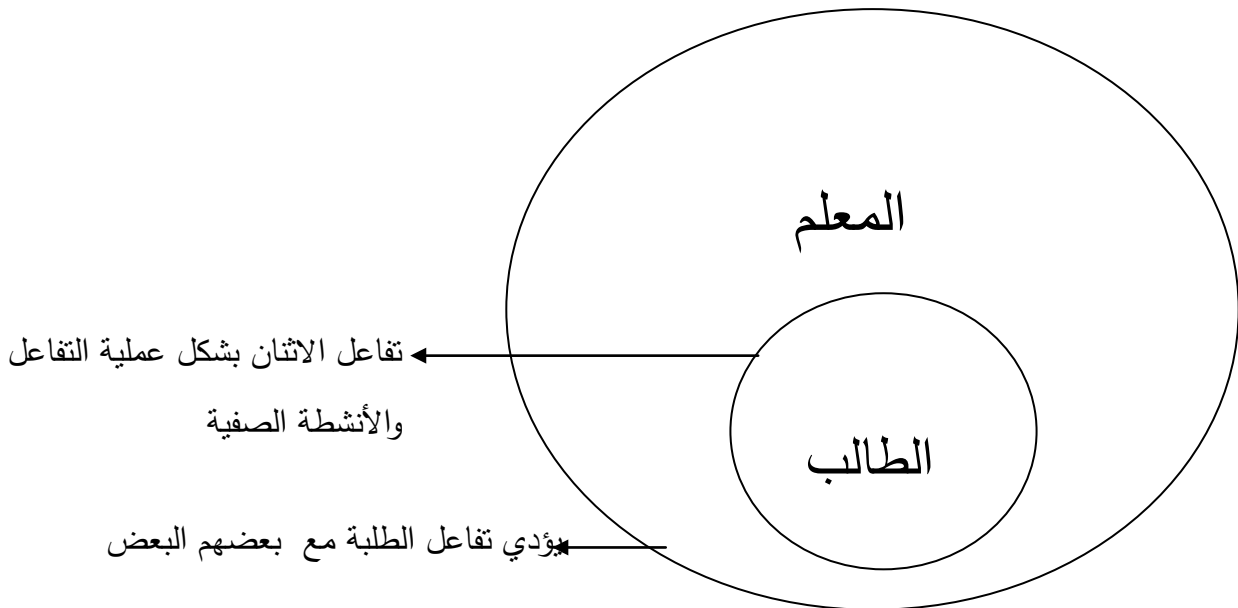 المعلم
تفاعل الاثنان بشكل عملية التفاعل
والأنشطة الصفية
الطالب
يؤدي تفاعل الطلبة مع بعضهم البعض